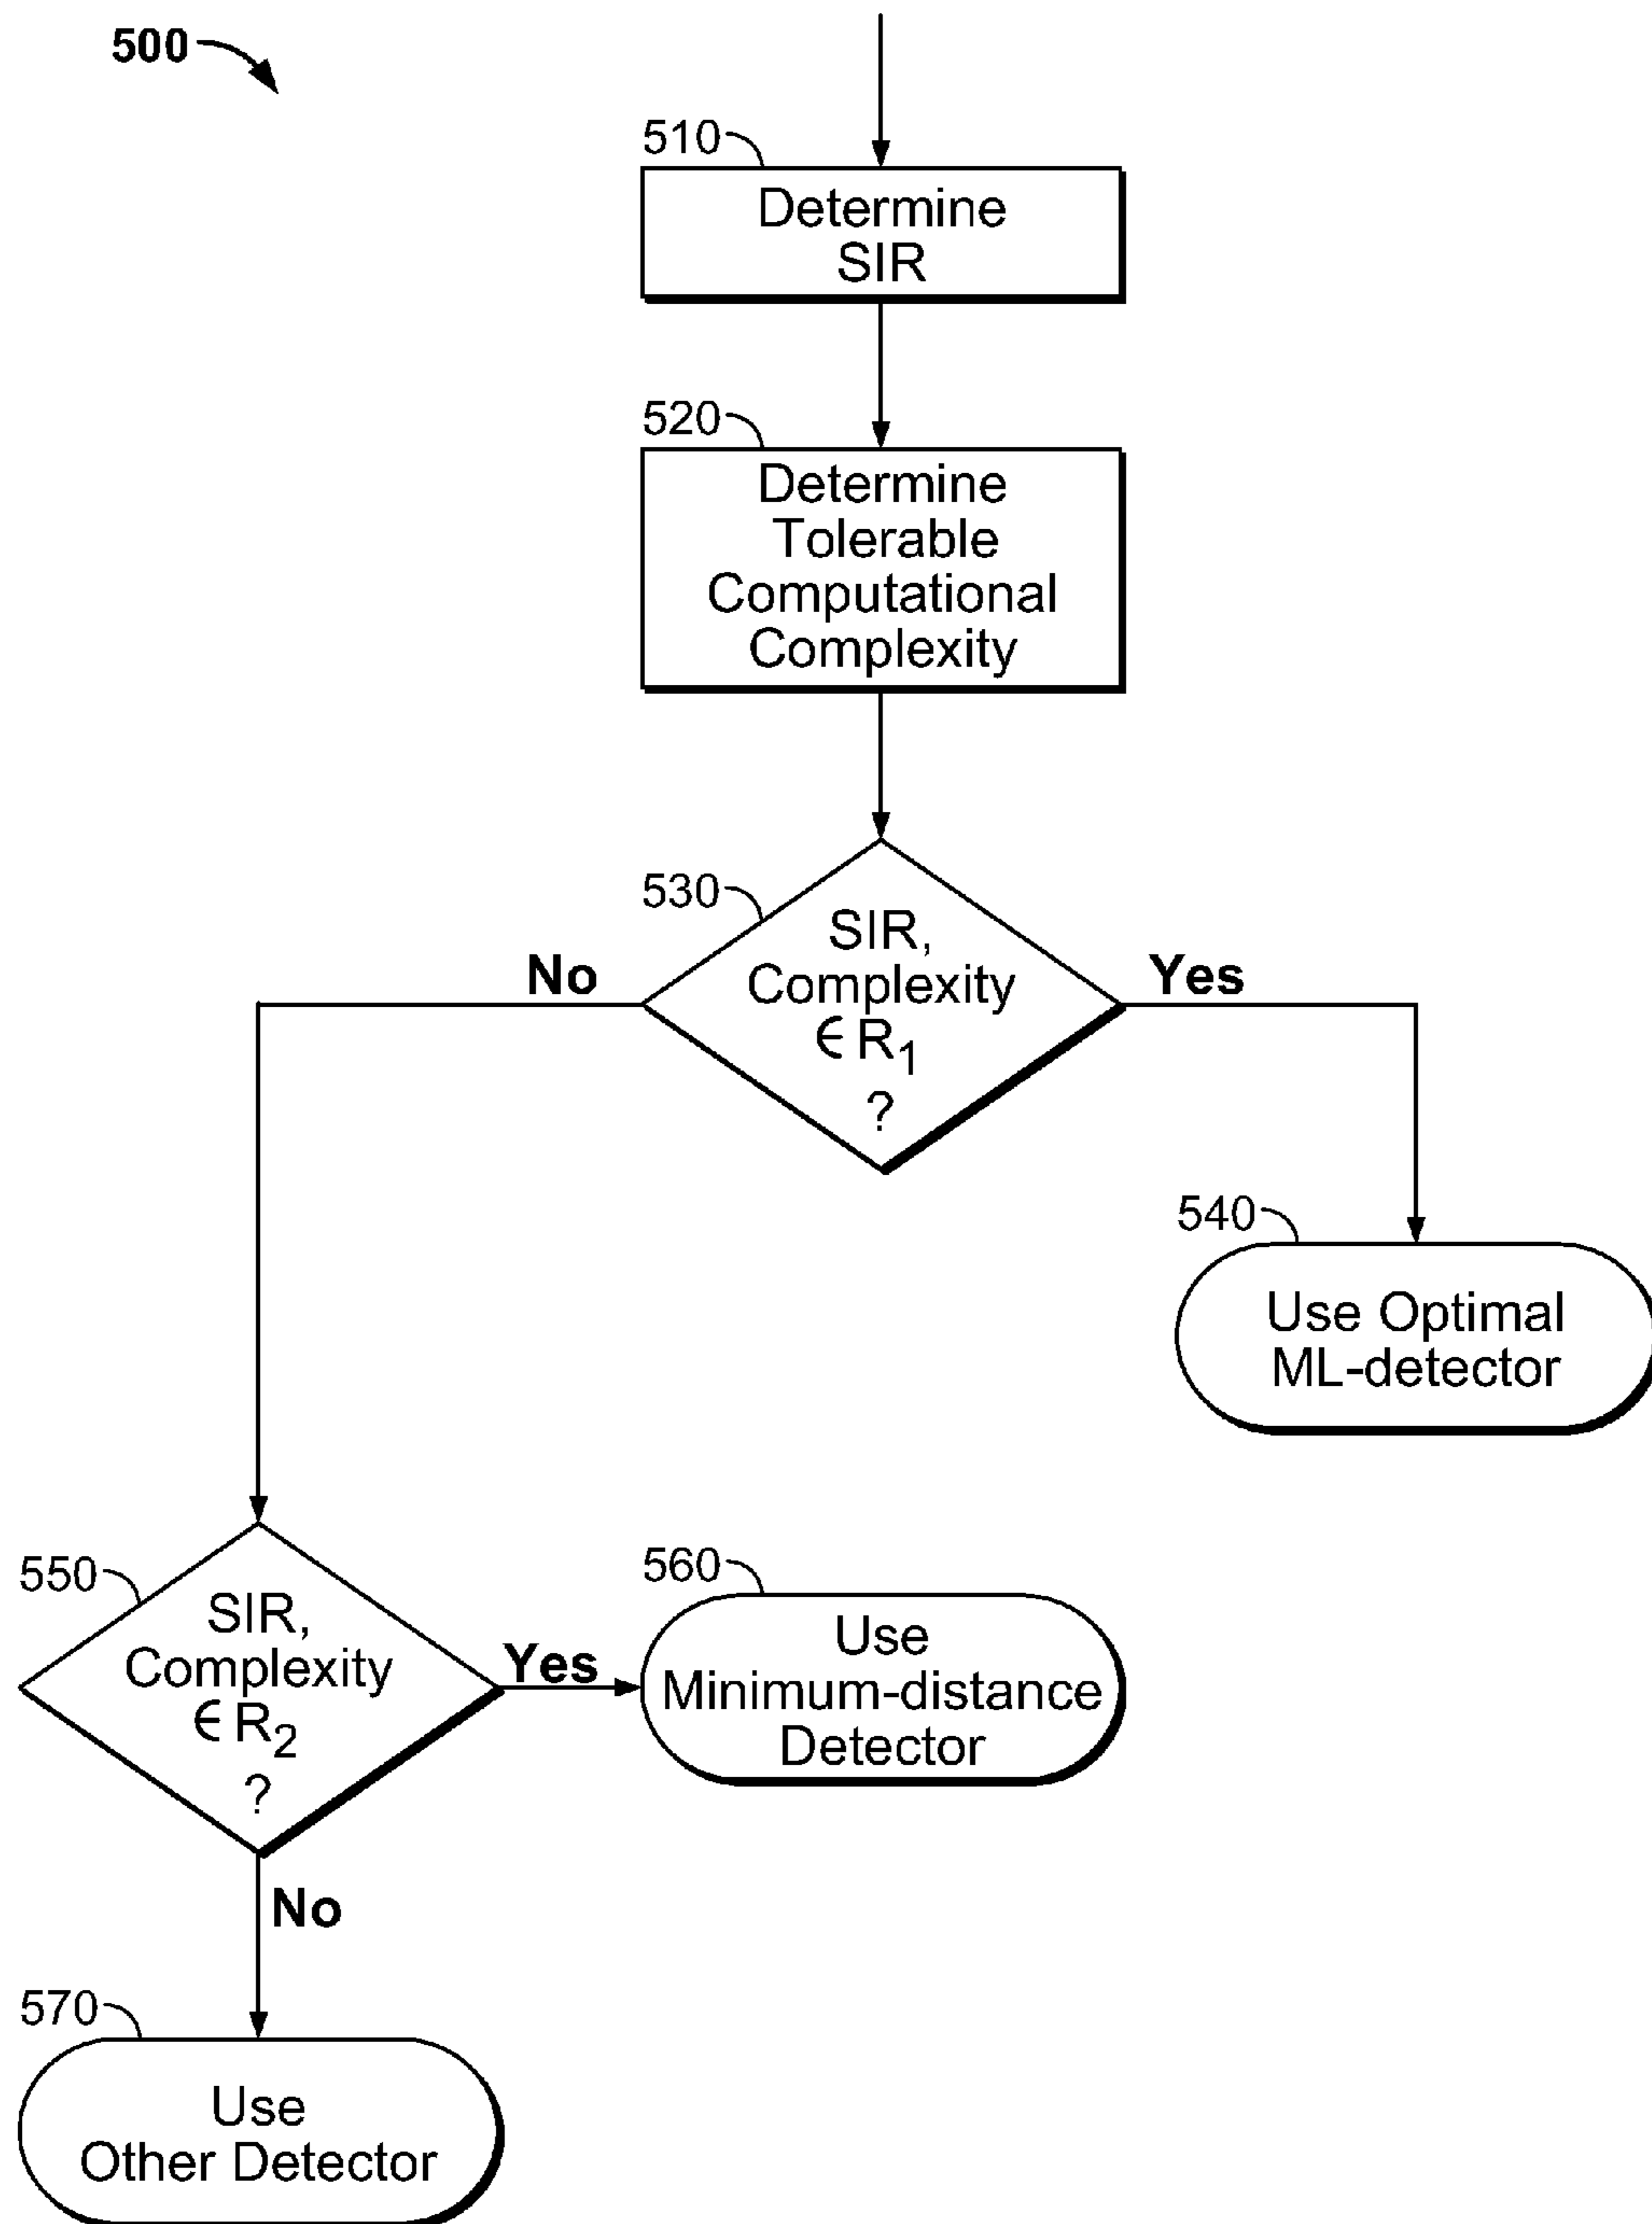 500
510
Determine
SIR
520
Determine
Tolerable
Computational
Complexity
530
SIR,
Complexity
∈ R1
?
No
Yes
540
Use Optimal
ML-detector
550
SIR,
Complexity
∈ R2
?
Yes
560
Use
Minimum-distance
Detector
No
570
Use
Other Detector